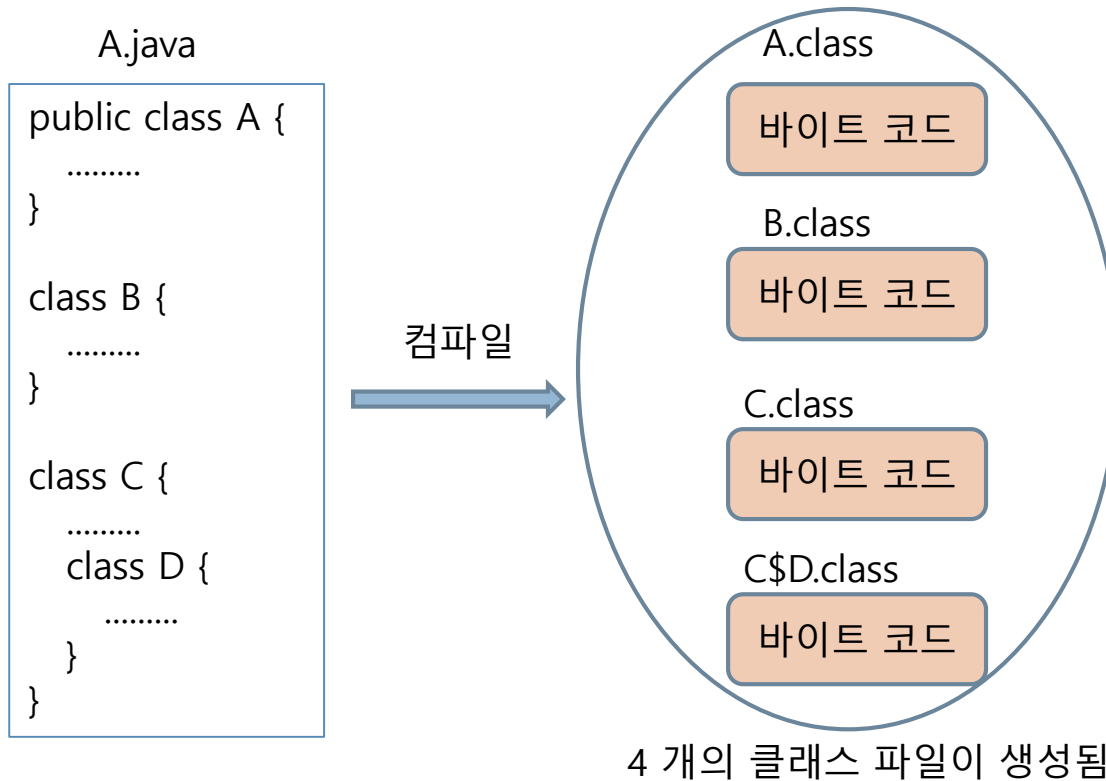 A.java
public class A {
.........
}
class B {
.........
}
class C {
.........
class D {
.........
}
}
컴파일
A.class
바이트 코드
B.class
바이트 코드
C.class
바이트 코드
C$D.class
바이트 코드
4 개의 클래스 파일이 생성됨